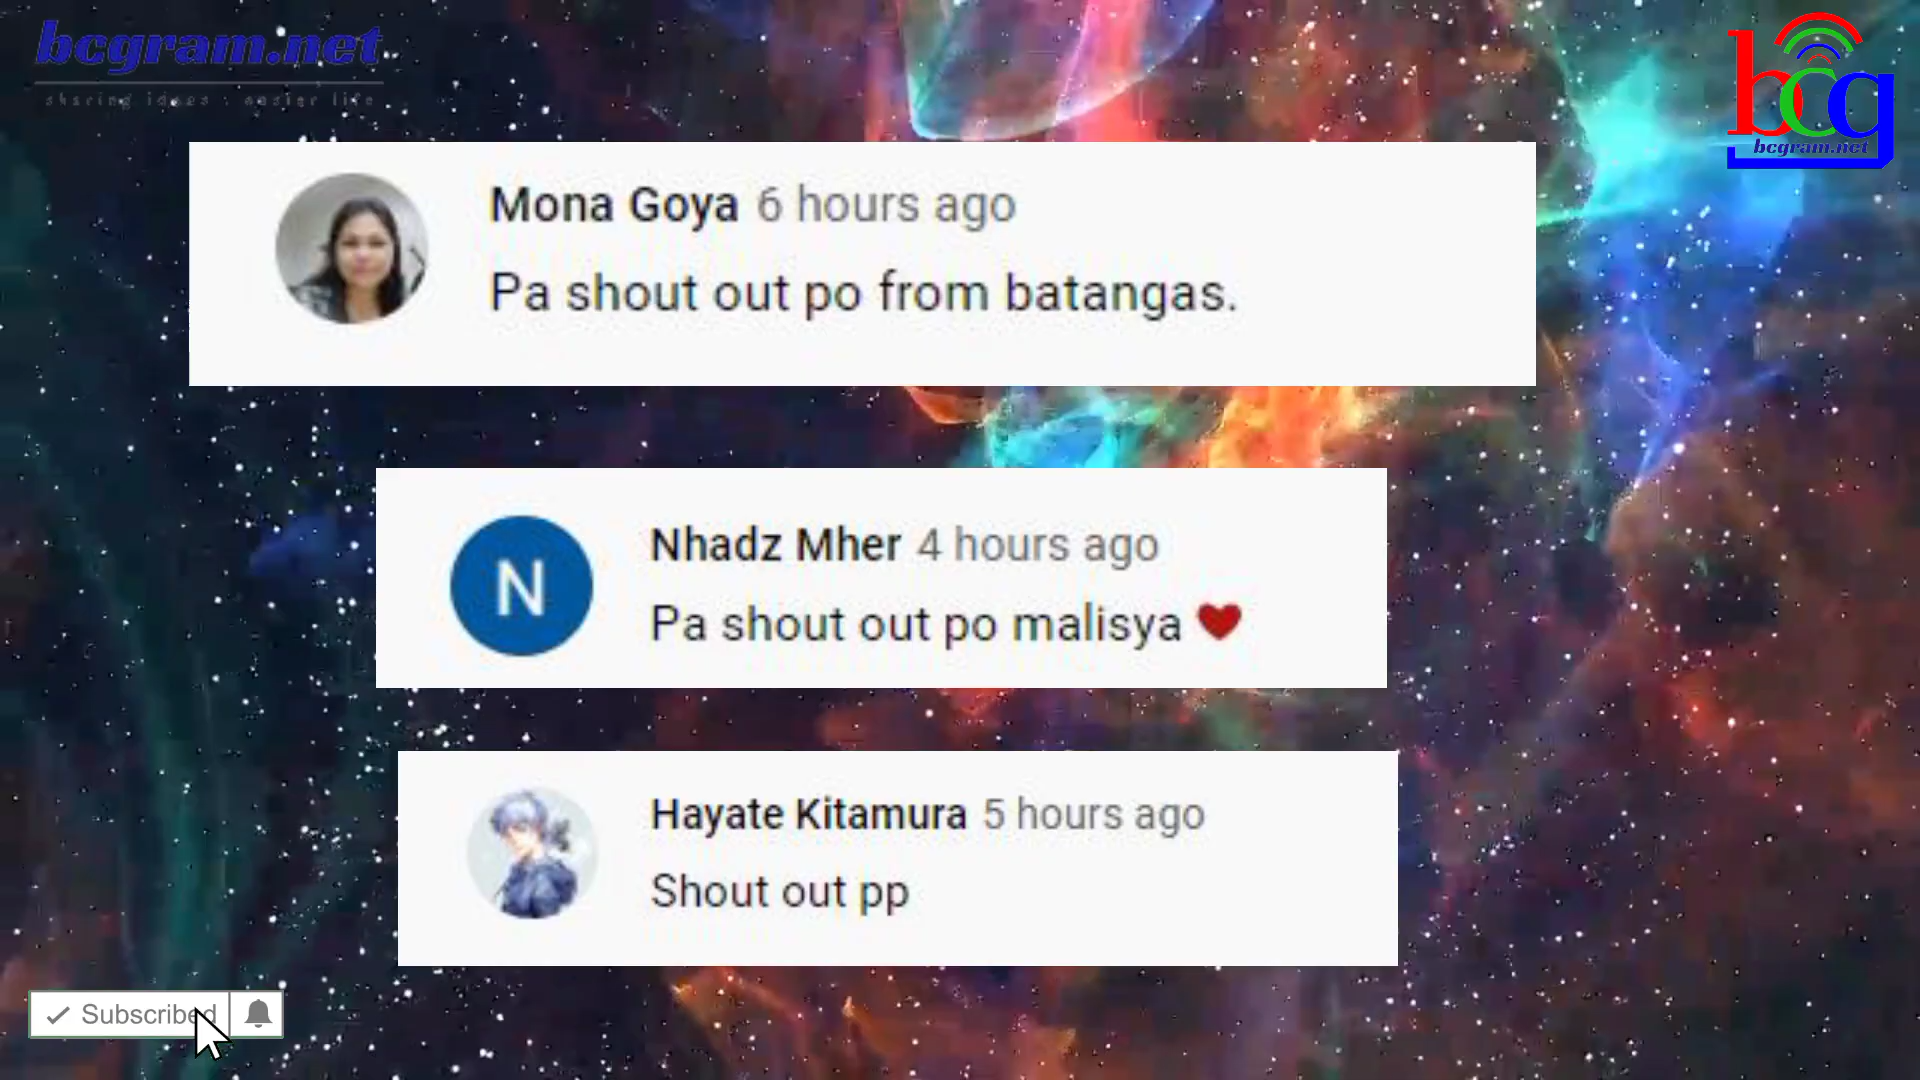 bcgram.net
sharing ideas : easier life
bcg
bcgram.net
Mona Goya 6 hours ago
Pa shout out po from batangas.
N
Nhadz Mher 4 hours ago
Pa shout out po malisya ❤
Hayate Kitamura 5 hours ago
Shout out pp
Subscribed